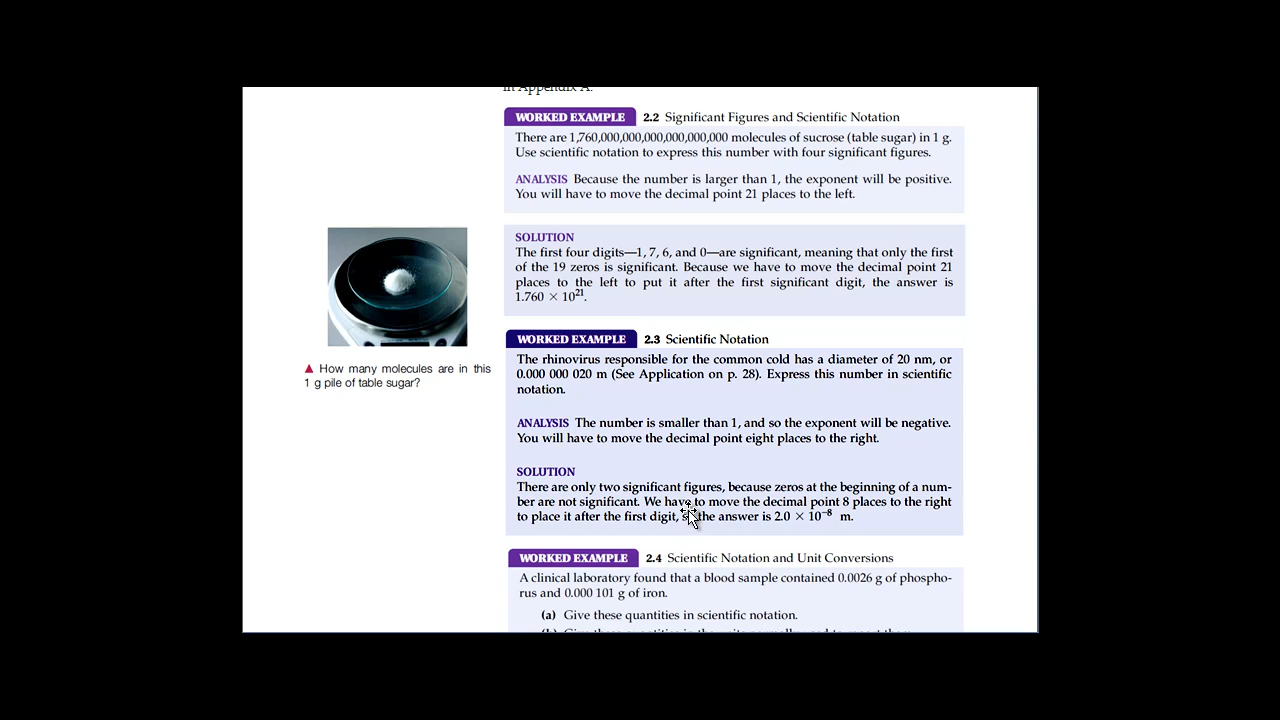 in Appendix A.
WORKED EXAMPLE 2.2 Significant Figures and Scientific Notation
There are 1,760,000,000,000,000,000,000 molecules of sucrose (table sugar) in 1 g.
Use scientific notation to express this number with four significant figures.
ANALYSIS Because the number is larger than 1, the exponent will be positive.
You will have to move the decimal point 21 places to the left.
SOLUTION
The first four digits—1, 7, 6, and 0—are significant, meaning that only the first
of the 19 zeros is significant. Because we have to move the decimal point 21
places to the left to put it after the first significant digit, the answer is
1.760 × 10²¹.
▲ How many molecules are in this
1 g pile of table sugar?
WORKED EXAMPLE 2.3 Scientific Notation
The rhinovirus responsible for the common cold has a diameter of 20 nm, or
0.000 000 020 m (See Application on p. 28). Express this number in scientific
notation.
ANALYSIS The number is smaller than 1, and so the exponent will be negative.
You will have to move the decimal point eight places to the right.
SOLUTION
There are only two significant figures, because zeros at the beginning of a num-
ber are not significant. We have to move the decimal point 8 places to the right
to place it after the first digit, so the answer is 2.0 × 10⁻⁸ m.
WORKED EXAMPLE 2.4 Scientific Notation and Unit Conversions
A clinical laboratory found that a blood sample contained 0.0026 g of phospho-
rus and 0.000 101 g of iron.
(a) Give these quantities in scientific notation.